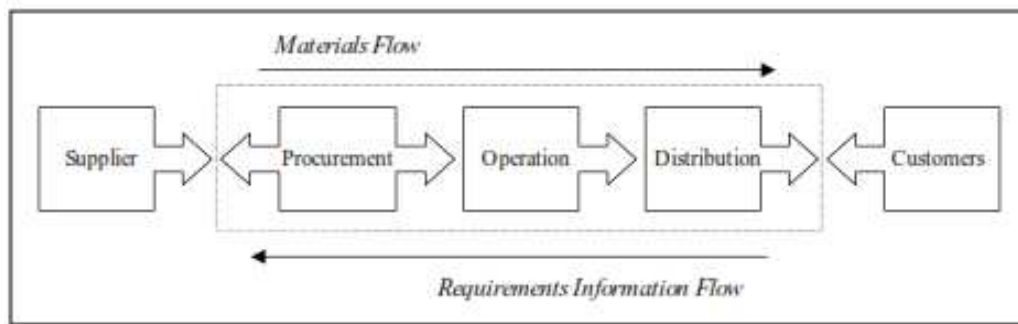 Materials Flow
Supplier
Procurement
Operation
Distribution
Customers
Requirements Information Flow